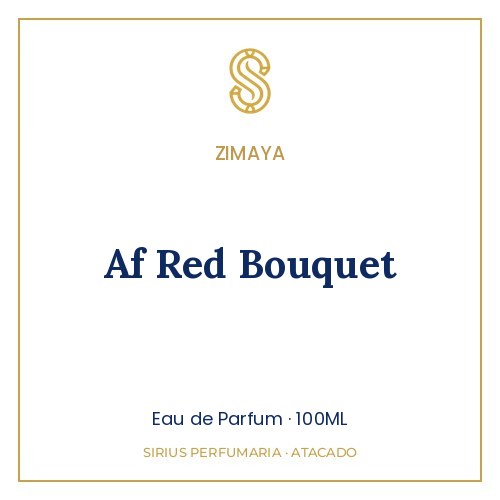 ZIMAYA
Af Red Bouquet
Eau de Parfum · 100ML
SIRIUS PERFUMARIA · ATACADO